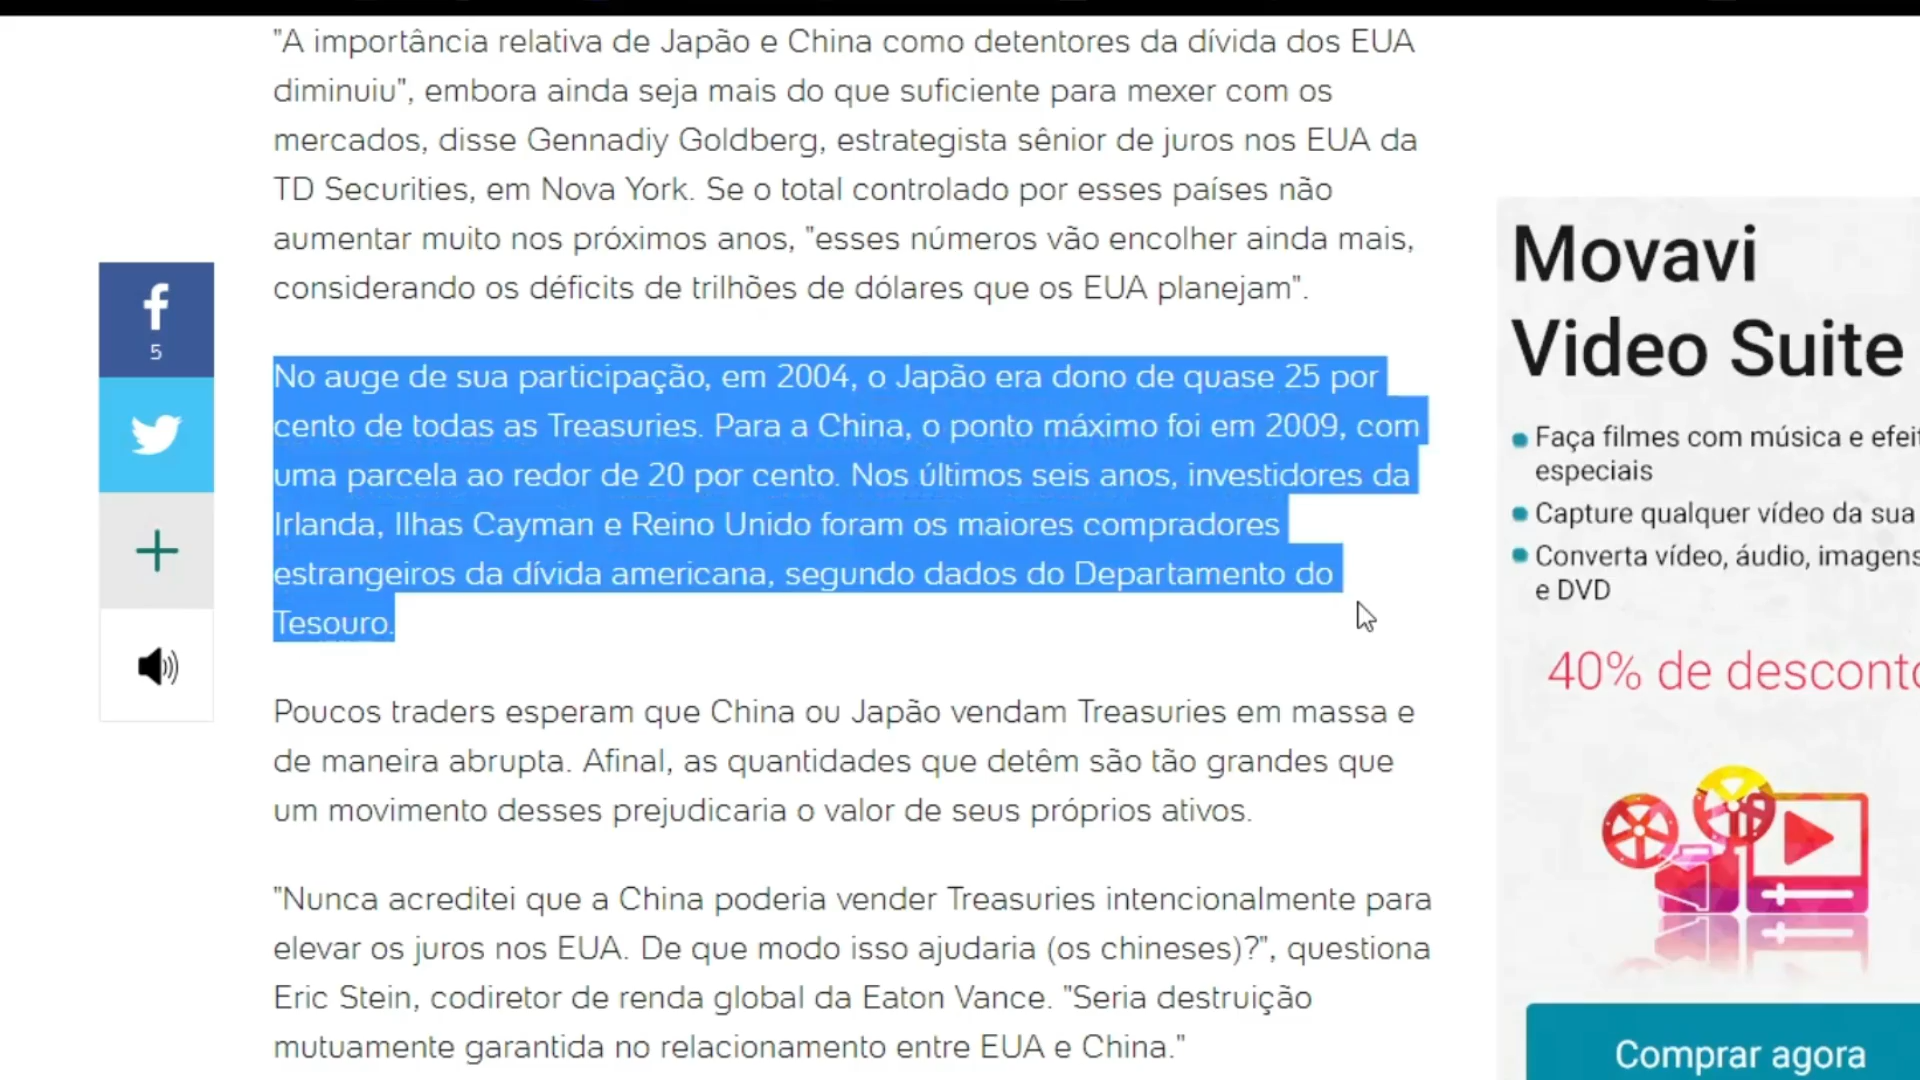 "A importância relativa de Japão e China como detentores da dívida dos EUA
diminuiu", embora ainda seja mais do que suficiente para mexer com os
mercados, disse Gennadiy Goldberg, estrategista sênior de juros nos EUA da
TD Securities, em Nova York. Se o total controlado por esses países não
aumentar muito nos próximos anos, "esses números vão encolher ainda mais,
considerando os déficits de trilhões de dólares que os EUA planejam".
5
No auge de sua participação, em 2004, o Japão era dono de quase 25 por
cento de todas as Treasuries. Para a China, o ponto máximo foi em 2009, com
uma parcela ao redor de 20 por cento. Nos últimos seis anos, investidores da
Irlanda, Ilhas Cayman e Reino Unido foram os maiores compradores
estrangeiros da dívida americana, segundo dados do Departamento do
Tesouro.
Poucos traders esperam que China ou Japão vendam Treasuries em massa e
de maneira abrupta. Afinal, as quantidades que detêm são tão grandes que
um movimento desses prejudicaria o valor de seus próprios ativos.
"Nunca acreditei que a China poderia vender Treasuries intencionalmente para
elevar os juros nos EUA. De que modo isso ajudaria (os chineses)?", questiona
Eric Stein, codiretor de renda global da Eaton Vance. "Seria destruição
mutuamente garantida no relacionamento entre EUA e China."
Movavi
Video Suite
Faça filmes com música e efeit
especiais
Capture qualquer vídeo da sua
Converta vídeo, áudio, imagens
e DVD
40% de desconto
Comprar agora